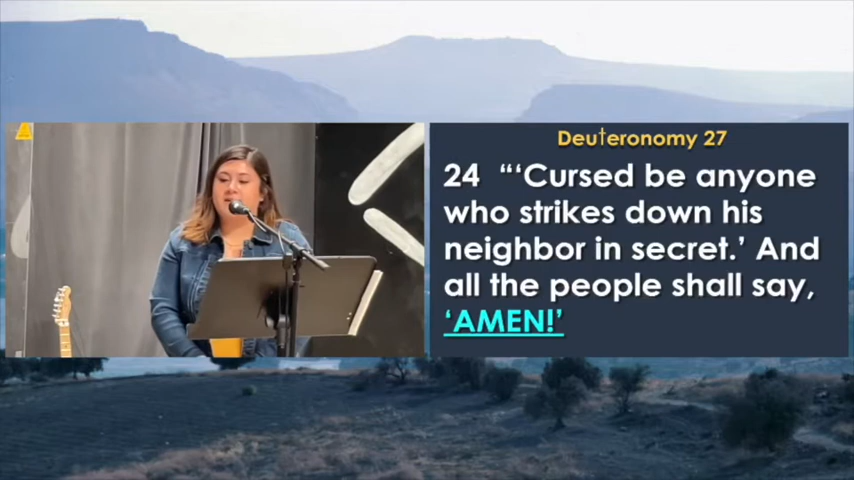 Deuteronomy 27
24 “‘Cursed be anyone
who strikes down his
neighbor in secret.’ And
all the people shall say,
‘AMEN!’